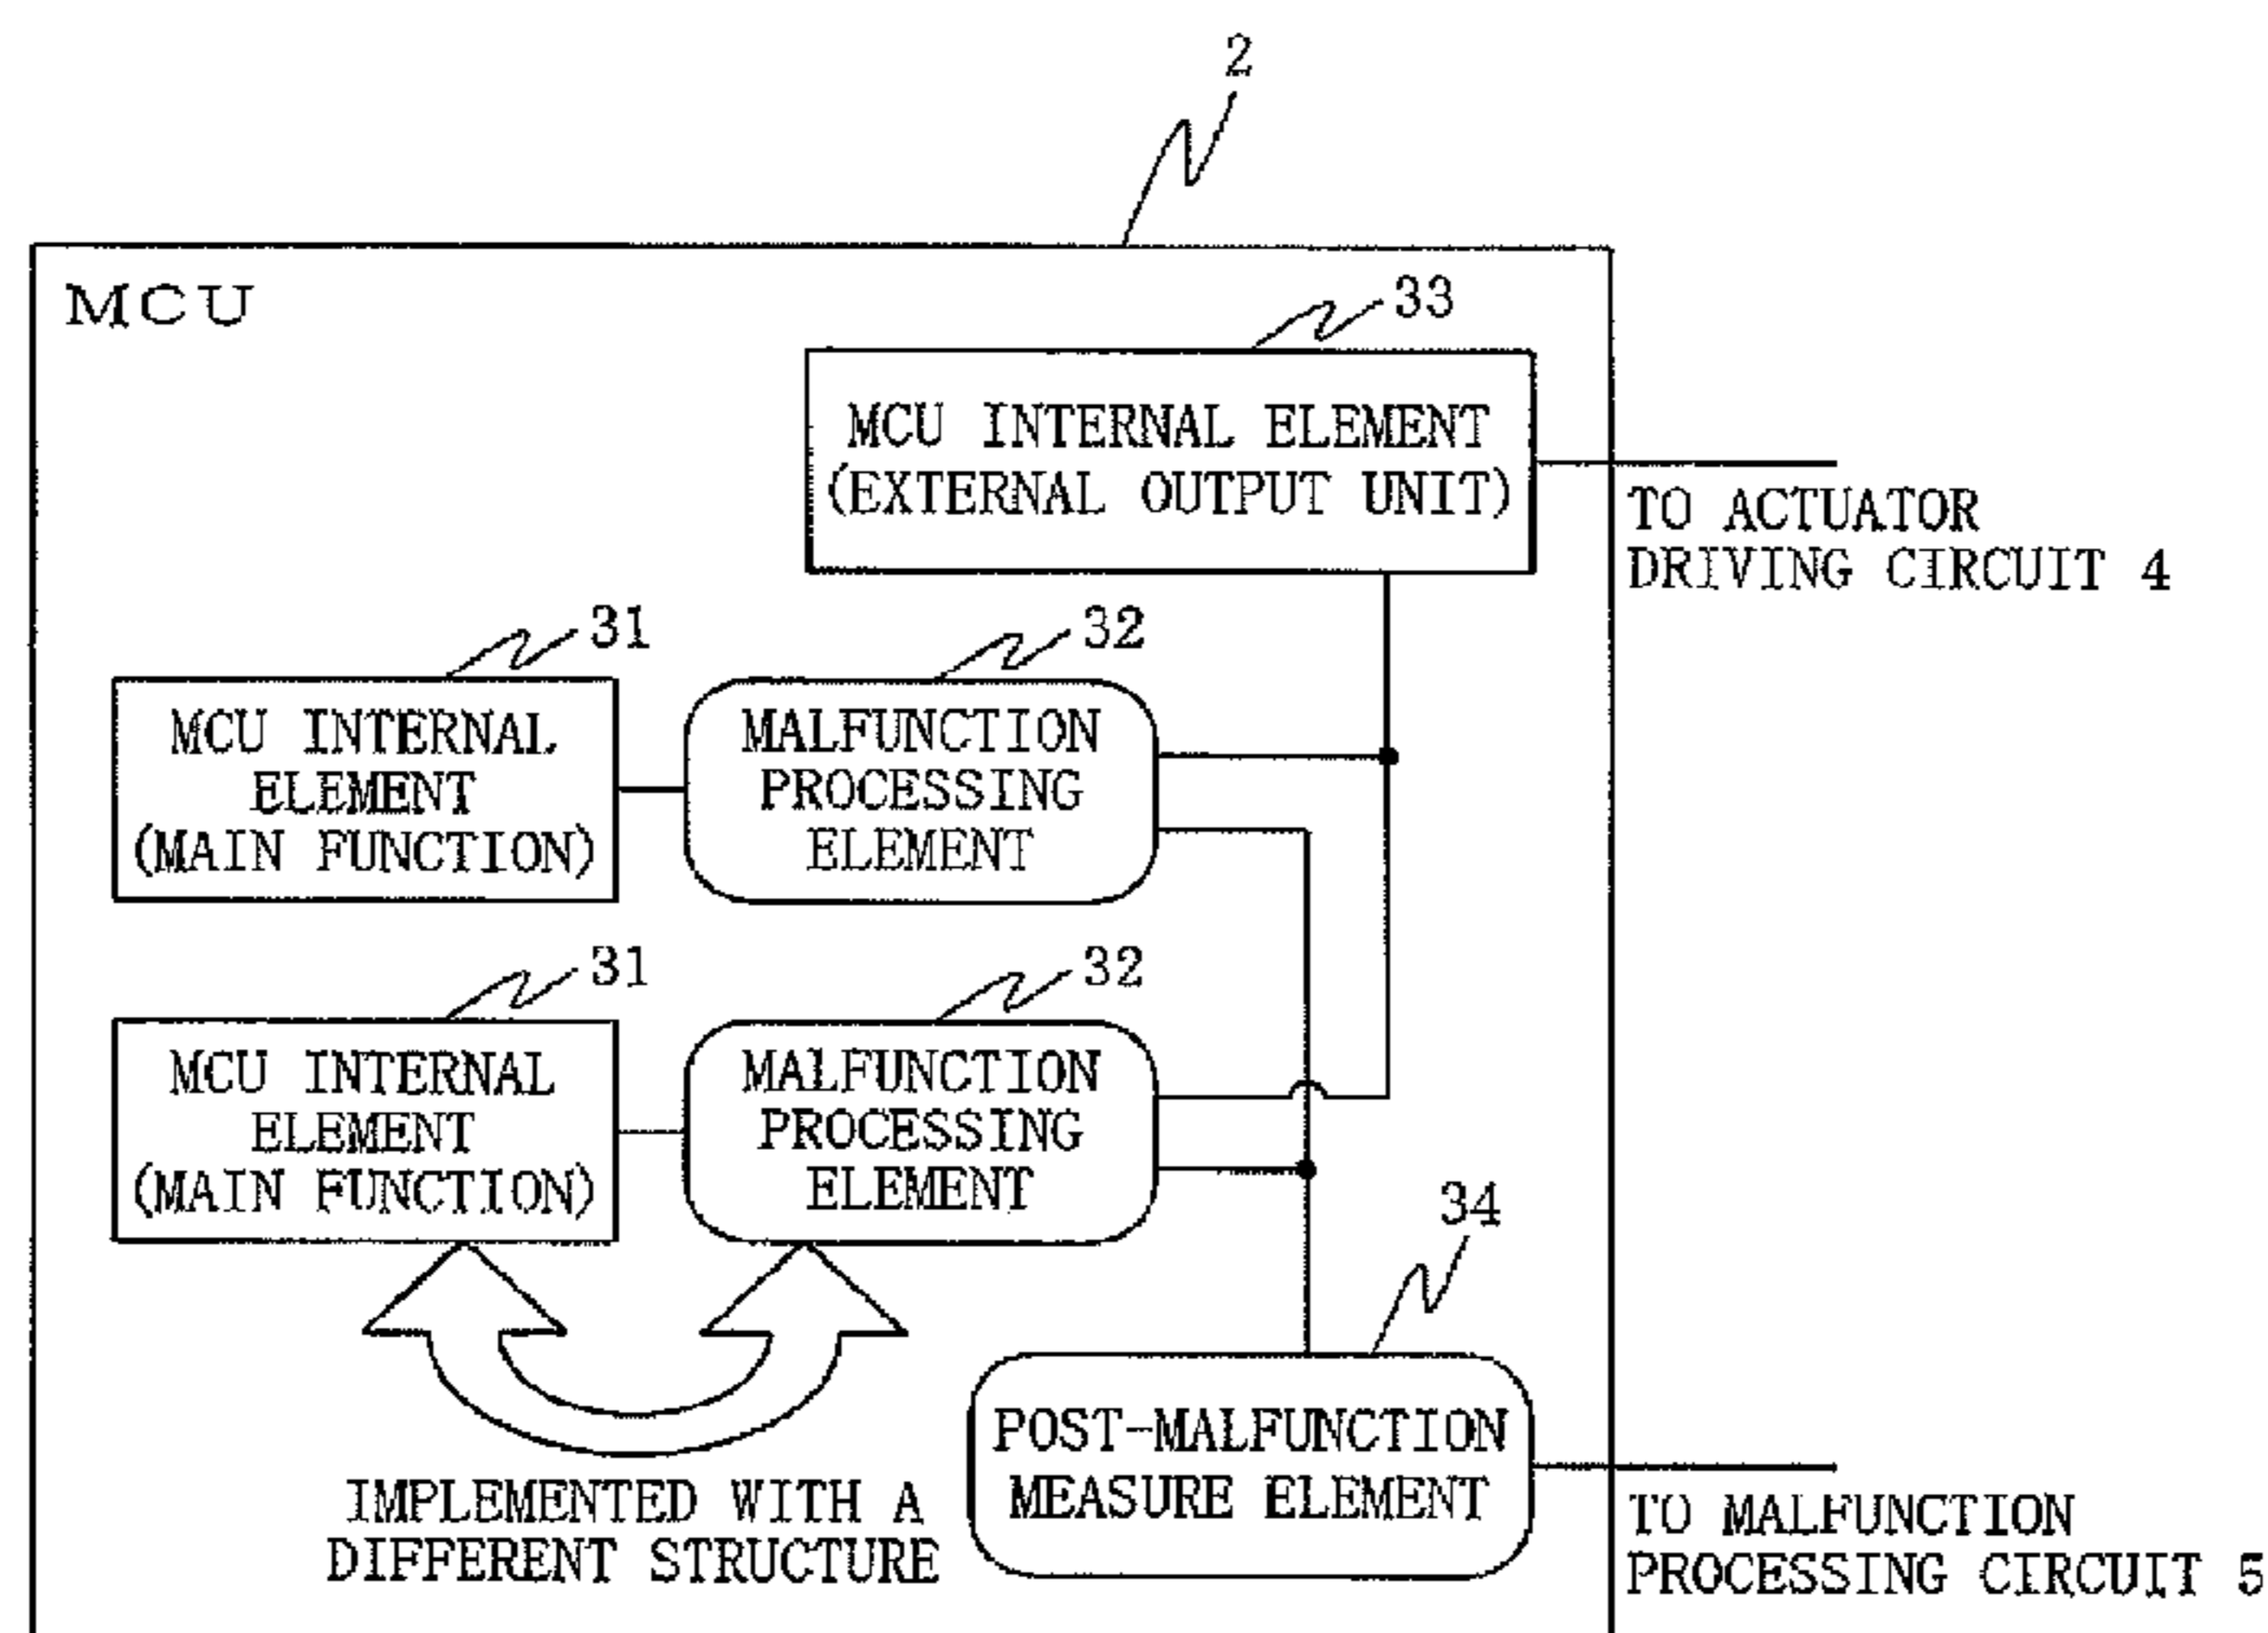 2
MCU
33
MCU INTERNAL ELEMENT
(EXTERNAL OUTPUT UNIT)
TO ACTUATOR
DRIVING CIRCUIT 4
31
32
MCU INTERNAL
ELEMENT
(MAIN FUNCTION)
MALFUNCTION
PROCESSING
ELEMENT
31
32
MCU INTERNAL
ELEMENT
(MAIN FUNCTION)
MALFUNCTION
PROCESSING
ELEMENT
34
POST-MALFUNCTION
MEASURE ELEMENT
IMPLEMENTED WITH A
DIFFERENT STRUCTURE
TO MALFUNCTION
PROCESSING CIRCUIT 5